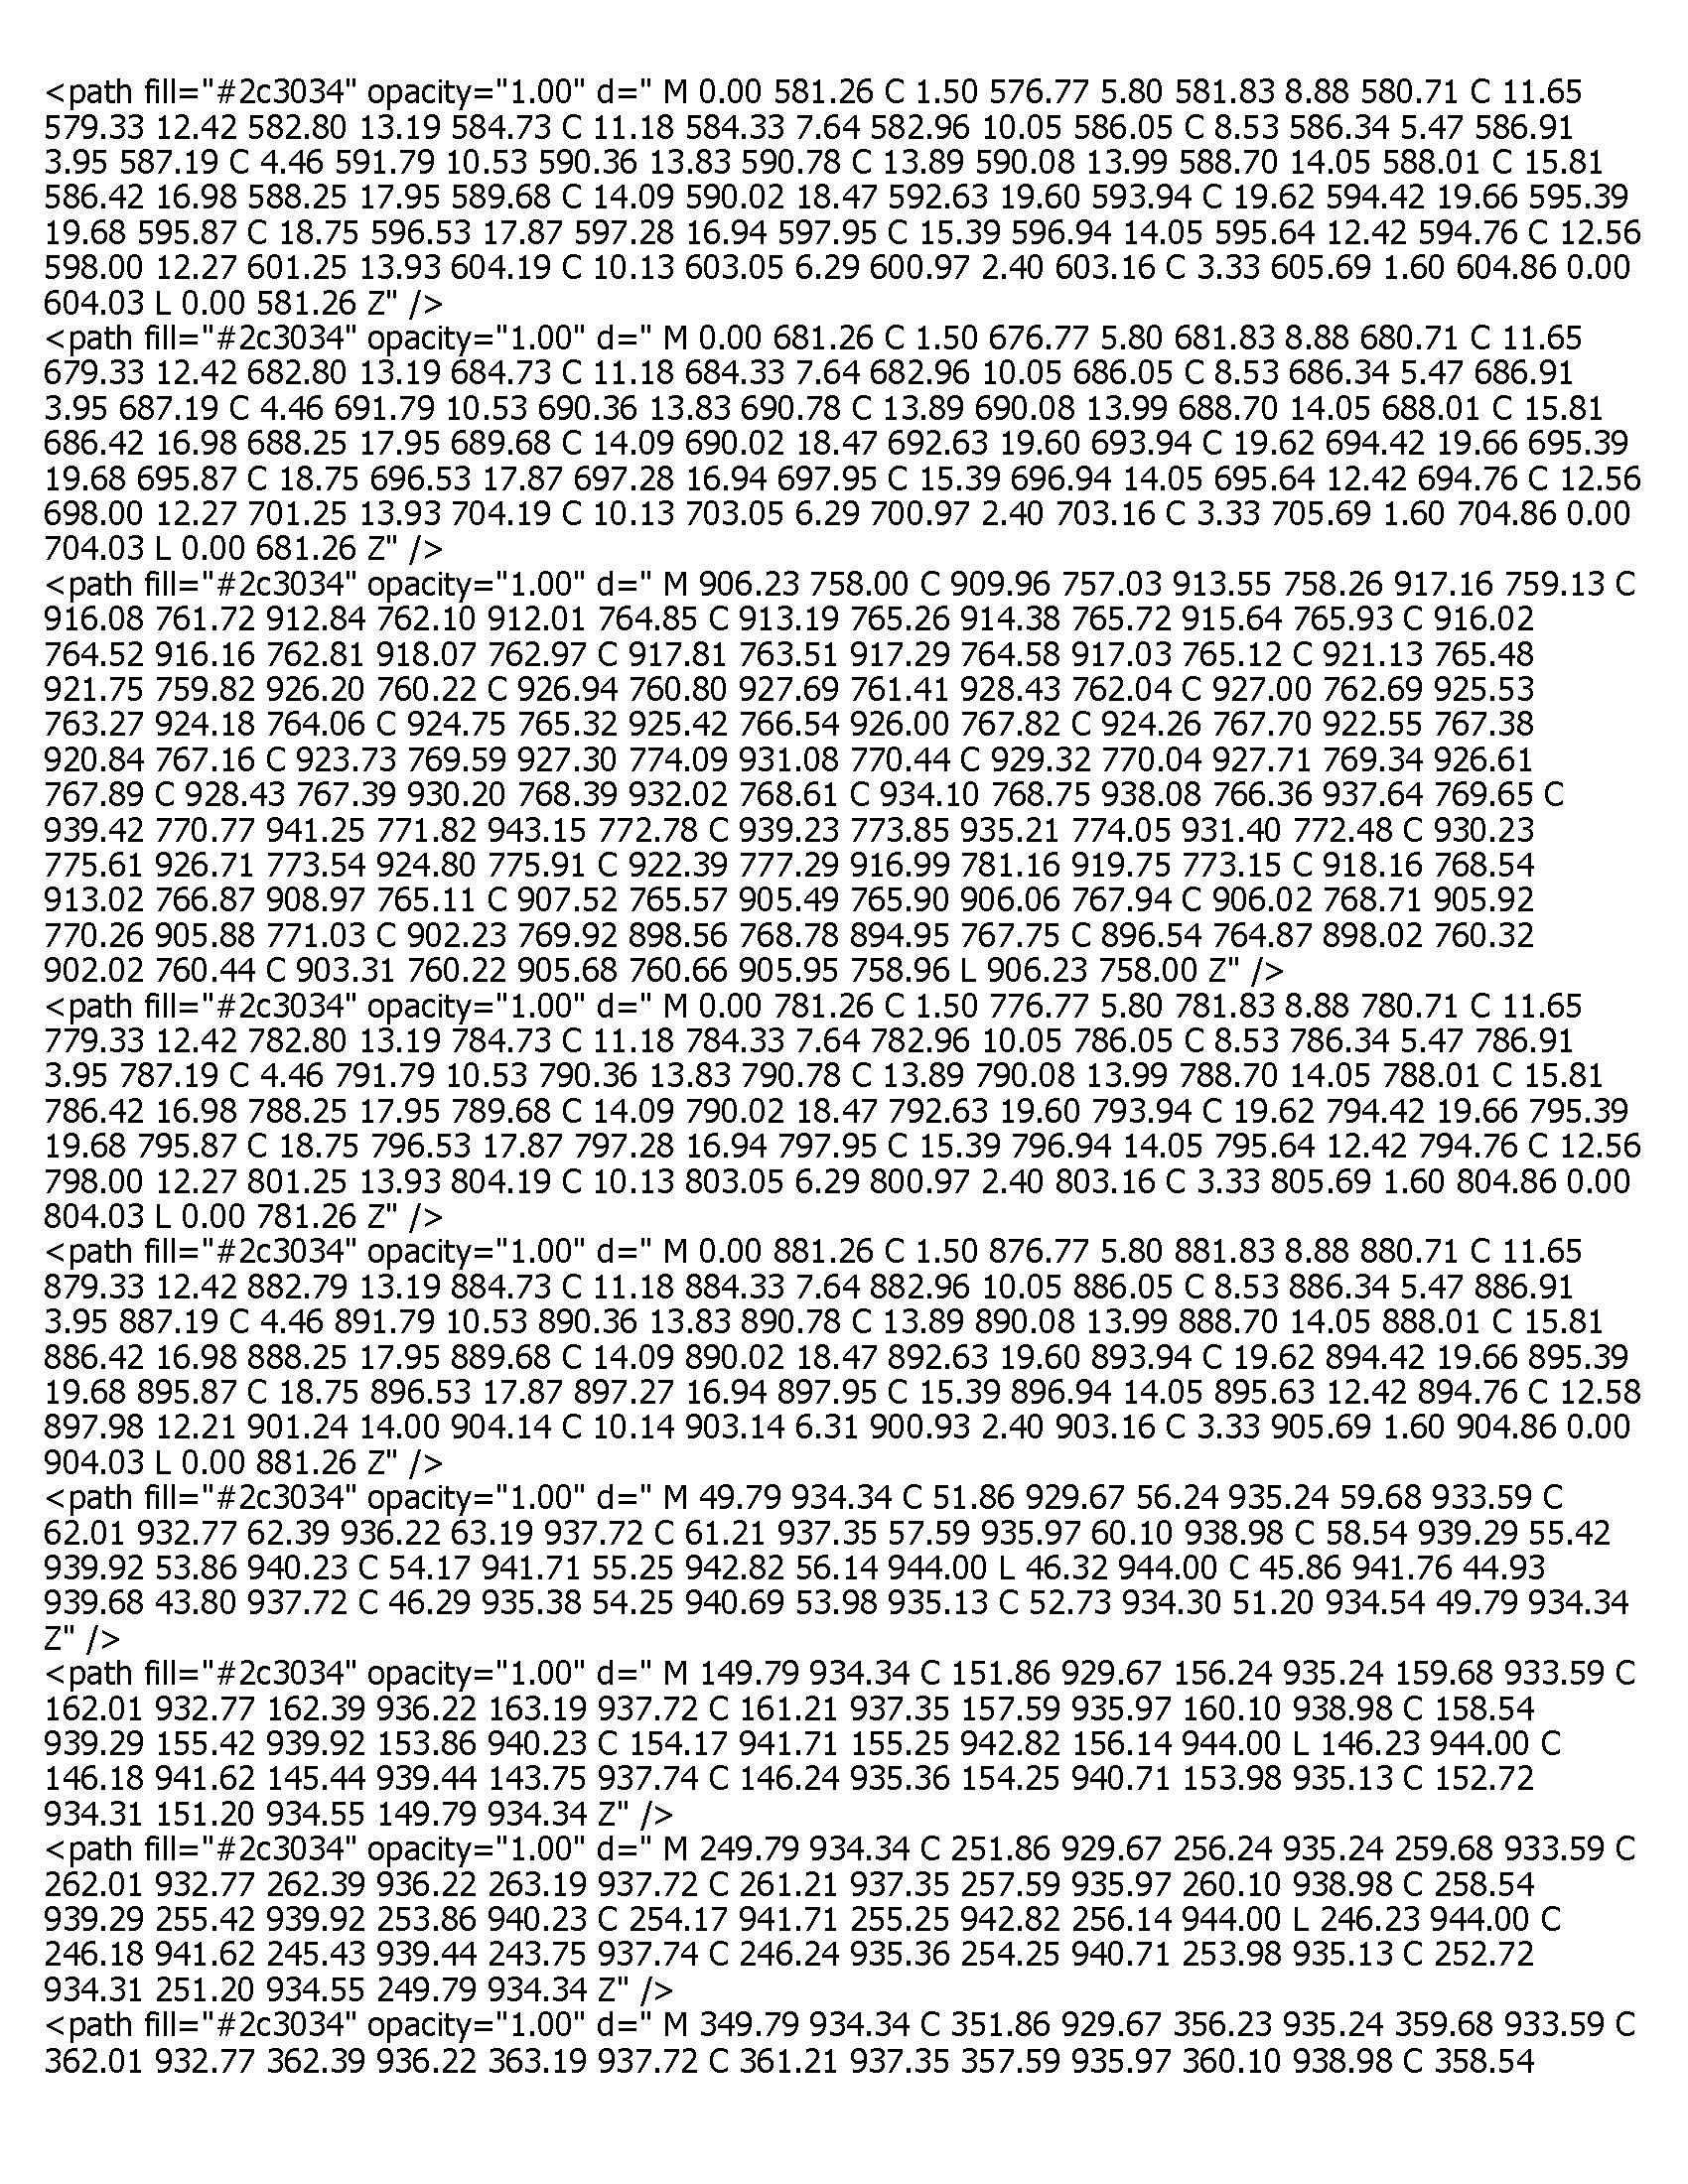 <path fill="#2c3034" opacity="1.00" d=" M 0.00 581.26 C 1.50 576.77 5.80 581.83 8.88 580.71 C 11.65
579.33 12.42 582.80 13.19 584.73 C 11.18 584.33 7.64 582.96 10.05 586.05 C 8.53 586.34 5.47 586.91
3.95 587.19 C 4.46 591.79 10.53 590.36 13.83 590.78 C 13.89 590.08 13.99 588.70 14.05 588.01 C 15.81
586.42 16.98 588.25 17.95 589.68 C 14.09 590.02 18.47 592.63 19.60 593.94 C 19.62 594.42 19.66 595.39
19.68 595.87 C 18.75 596.53 17.87 597.28 16.94 597.95 C 15.39 596.94 14.05 595.64 12.42 594.76 C 12.56
598.00 12.27 601.25 13.93 604.19 C 10.13 603.05 6.29 600.97 2.40 603.16 C 3.33 605.69 1.60 604.86 0.00
604.03 L 0.00 581.26 Z" />
<path fill="#2c3034" opacity="1.00" d=" M 0.00 681.26 C 1.50 676.77 5.80 681.83 8.88 680.71 C 11.65
679.33 12.42 682.80 13.19 684.73 C 11.18 684.33 7.64 682.96 10.05 686.05 C 8.53 686.34 5.47 686.91
3.95 687.19 C 4.46 691.79 10.53 690.36 13.83 690.78 C 13.89 690.08 13.99 688.70 14.05 688.01 C 15.81
686.42 16.98 688.25 17.95 689.68 C 14.09 690.02 18.47 692.63 19.60 693.94 C 19.62 694.42 19.66 695.39
19.68 695.87 C 18.75 696.53 17.87 697.28 16.94 697.95 C 15.39 696.94 14.05 695.64 12.42 694.76 C 12.56
698.00 12.27 701.25 13.93 704.19 C 10.13 703.05 6.29 700.97 2.40 703.16 C 3.33 705.69 1.60 704.86 0.00
704.03 L 0.00 681.26 Z" />
<path fill="#2c3034" opacity="1.00" d=" M 906.23 758.00 C 909.96 757.03 913.55 758.26 917.16 759.13 C
916.08 761.72 912.84 762.10 912.01 764.85 C 913.19 765.26 914.38 765.72 915.64 765.93 C 916.02
764.52 916.16 762.81 918.07 762.97 C 917.81 763.51 917.29 764.58 917.03 765.12 C 921.13 765.48
921.75 759.82 926.20 760.22 C 926.94 760.80 927.69 761.41 928.43 762.04 C 927.00 762.69 925.53
763.27 924.18 764.06 C 924.75 765.32 925.42 766.54 926.00 767.82 C 924.26 767.70 922.55 767.38
920.84 767.16 C 923.73 769.59 927.30 774.09 931.08 770.44 C 929.32 770.04 927.71 769.34 926.61
767.89 C 928.43 767.39 930.20 768.39 932.02 768.61 C 934.10 768.75 938.08 766.36 937.64 769.65 C
939.42 770.77 941.25 771.82 943.15 772.78 C 939.23 773.85 935.21 774.05 931.40 772.48 C 930.23
775.61 926.71 773.54 924.80 775.91 C 922.39 777.29 916.99 781.16 919.75 773.15 C 918.16 768.54
913.02 766.87 908.97 765.11 C 907.52 765.57 905.49 765.90 906.06 767.94 C 906.02 768.71 905.92
770.26 905.88 771.03 C 902.23 769.92 898.56 768.78 894.95 767.75 C 896.54 764.87 898.02 760.32
902.02 760.44 C 903.31 760.22 905.68 760.66 905.95 758.96 L 906.23 758.00 Z" />
<path fill="#2c3034" opacity="1.00" d=" M 0.00 781.26 C 1.50 776.77 5.80 781.83 8.88 780.71 C 11.65
779.33 12.42 782.80 13.19 784.73 C 11.18 784.33 7.64 782.96 10.05 786.05 C 8.53 786.34 5.47 786.91
3.95 787.19 C 4.46 791.79 10.53 790.36 13.83 790.78 C 13.89 790.08 13.99 788.70 14.05 788.01 C 15.81
786.42 16.98 788.25 17.95 789.68 C 14.09 790.02 18.47 792.63 19.60 793.94 C 19.62 794.42 19.66 795.39
19.68 795.87 C 18.75 796.53 17.87 797.28 16.94 797.95 C 15.39 796.94 14.05 795.64 12.42 794.76 C 12.56
798.00 12.27 801.25 13.93 804.19 C 10.13 803.05 6.29 800.97 2.40 803.16 C 3.33 805.69 1.60 804.86 0.00
804.03 L 0.00 781.26 Z" />
<path fill="#2c3034" opacity="1.00" d=" M 0.00 881.26 C 1.50 876.77 5.80 881.83 8.88 880.71 C 11.65
879.33 12.42 882.79 13.19 884.73 C 11.18 884.33 7.64 882.96 10.05 886.05 C 8.53 886.34 5.47 886.91
3.95 887.19 C 4.46 891.79 10.53 890.36 13.83 890.78 C 13.89 890.08 13.99 888.70 14.05 888.01 C 15.81
886.42 16.98 888.25 17.95 889.68 C 14.09 890.02 18.47 892.63 19.60 893.94 C 19.62 894.42 19.66 895.39
19.68 895.87 C 18.75 896.53 17.87 897.27 16.94 897.95 C 15.39 896.94 14.05 895.63 12.42 894.76 C 12.58
897.98 12.21 901.24 14.00 904.14 C 10.14 903.14 6.31 900.93 2.40 903.16 C 3.33 905.69 1.60 904.86 0.00
904.03 L 0.00 881.26 Z" />
<path fill="#2c3034" opacity="1.00" d=" M 49.79 934.34 C 51.86 929.67 56.24 935.24 59.68 933.59 C
62.01 932.77 62.39 936.22 63.19 937.72 C 61.21 937.35 57.59 935.97 60.10 938.98 C 58.54 939.29 55.42
939.92 53.86 940.23 C 54.17 941.71 55.25 942.82 56.14 944.00 L 46.32 944.00 C 45.86 941.76 44.93
939.68 43.80 937.72 C 46.29 935.38 54.25 940.69 53.98 935.13 C 52.73 934.30 51.20 934.54 49.79 934.34
Z" />
<path fill="#2c3034" opacity="1.00" d=" M 149.79 934.34 C 151.86 929.67 156.24 935.24 159.68 933.59 C
162.01 932.77 162.39 936.22 163.19 937.72 C 161.21 937.35 157.59 935.97 160.10 938.98 C 158.54
939.29 155.42 939.92 153.86 940.23 C 154.17 941.71 155.25 942.82 156.14 944.00 L 146.23 944.00 C
146.18 941.62 145.44 939.44 143.75 937.74 C 146.24 935.36 154.25 940.71 153.98 935.13 C 152.72
934.31 151.20 934.55 149.79 934.34 Z" />
<path fill="#2c3034" opacity="1.00" d=" M 249.79 934.34 C 251.86 929.67 256.24 935.24 259.68 933.59 C
262.01 932.77 262.39 936.22 263.19 937.72 C 261.21 937.35 257.59 935.97 260.10 938.98 C 258.54
939.29 255.42 939.92 253.86 940.23 C 254.17 941.71 255.25 942.82 256.14 944.00 L 246.23 944.00 C
246.18 941.62 245.43 939.44 243.75 937.74 C 246.24 935.36 254.25 940.71 253.98 935.13 C 252.72
934.31 251.20 934.55 249.79 934.34 Z" />
<path fill="#2c3034" opacity="1.00" d=" M 349.79 934.34 C 351.86 929.67 356.23 935.24 359.68 933.59 C
362.01 932.77 362.39 936.22 363.19 937.72 C 361.21 937.35 357.59 935.97 360.10 938.98 C 358.54